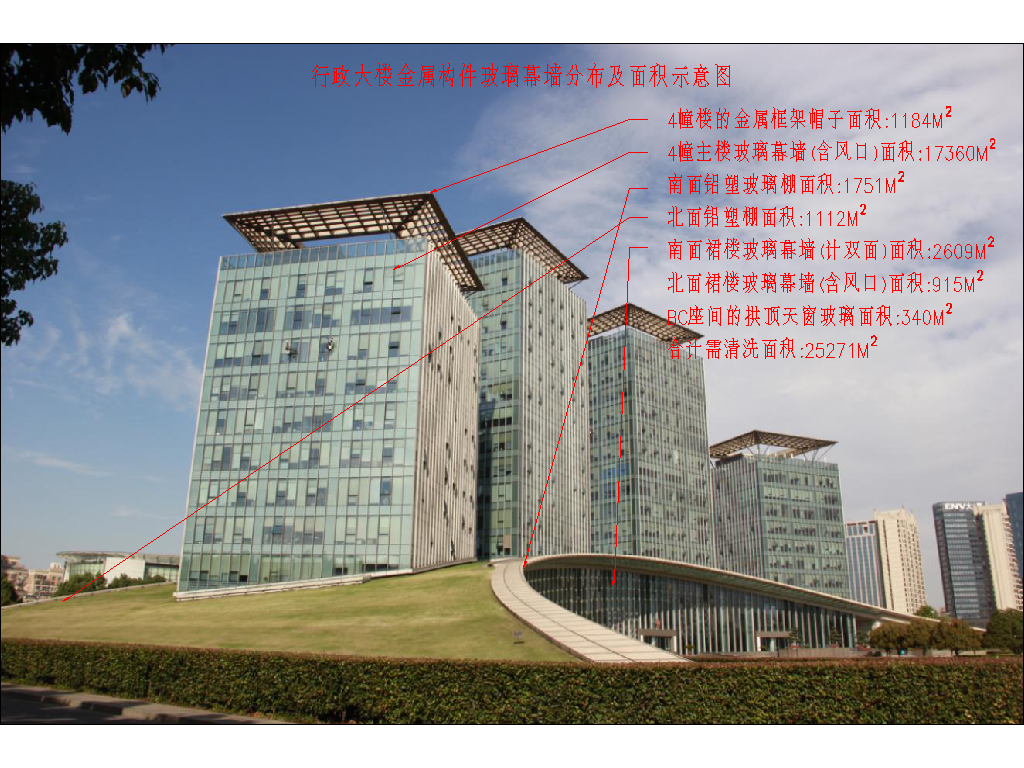 行政大楼金属构件玻璃幕墙分布及面积示意图
4幢楼的金属框架帽子面积:1184M²
4幢主楼玻璃幕墙(含风口)面积:17360M²
南面铝塑玻璃棚面积:1751M²
北面铝塑棚面积:1112M²
南面裙楼玻璃幕墙(计双面)面积:2609M²
北面裙楼玻璃幕墙(含风口)面积:915M²
BC座间的拱顶天窗玻璃面积:340M²
合计需清洗面积:25271M²
ENV